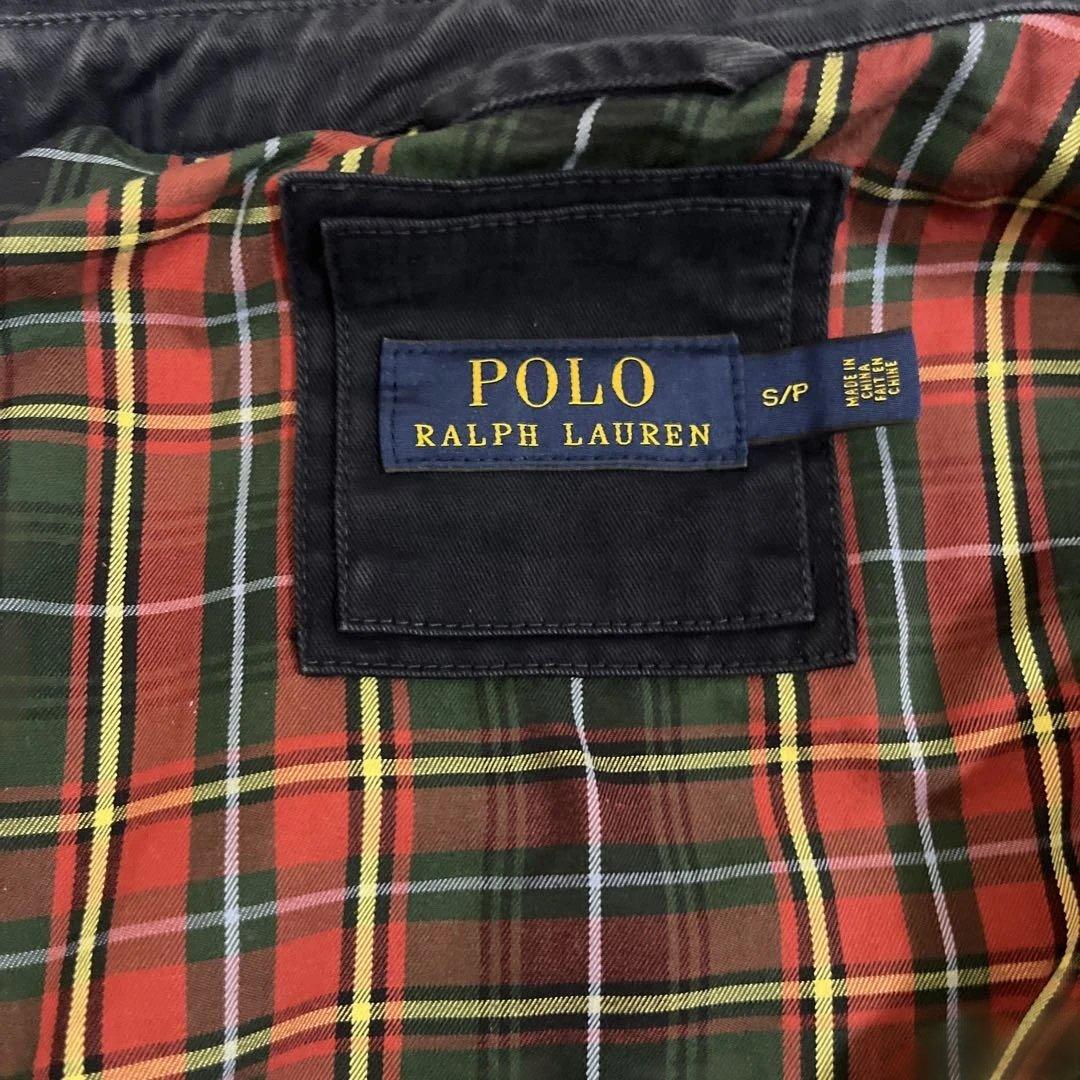 POLO
RALPH LAUREN
S/P
MADE IN
CHINA
FAIT EN
CHINE